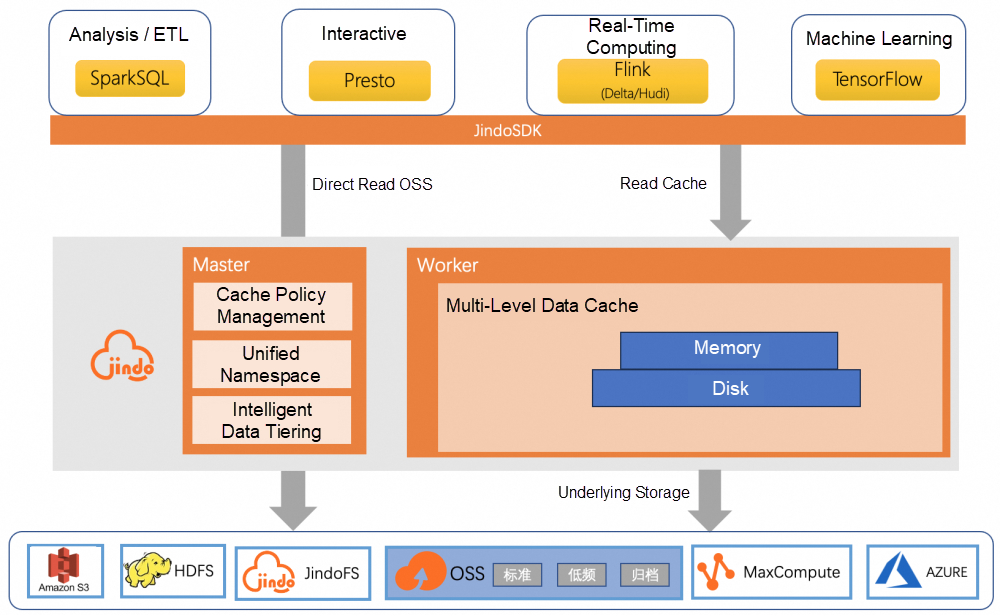 Analysis / ETL
SparkSQL
Interactive
Presto
Real-Time
Computing
Flink
(Delta/Hudi)
Machine Learning
TensorFlow
JindoSDK
Direct Read OSS
Read Cache
jindo
Master
Cache Policy
Management
Unified
Namespace
Intelligent
Data Tiering
Worker
Multi-Level Data Cache
Memory
Disk
Underlying Storage
Amazon S3
HDFS
jindo
JindoFS
OSS
标准
低频
归档
MaxCompute
AZURE